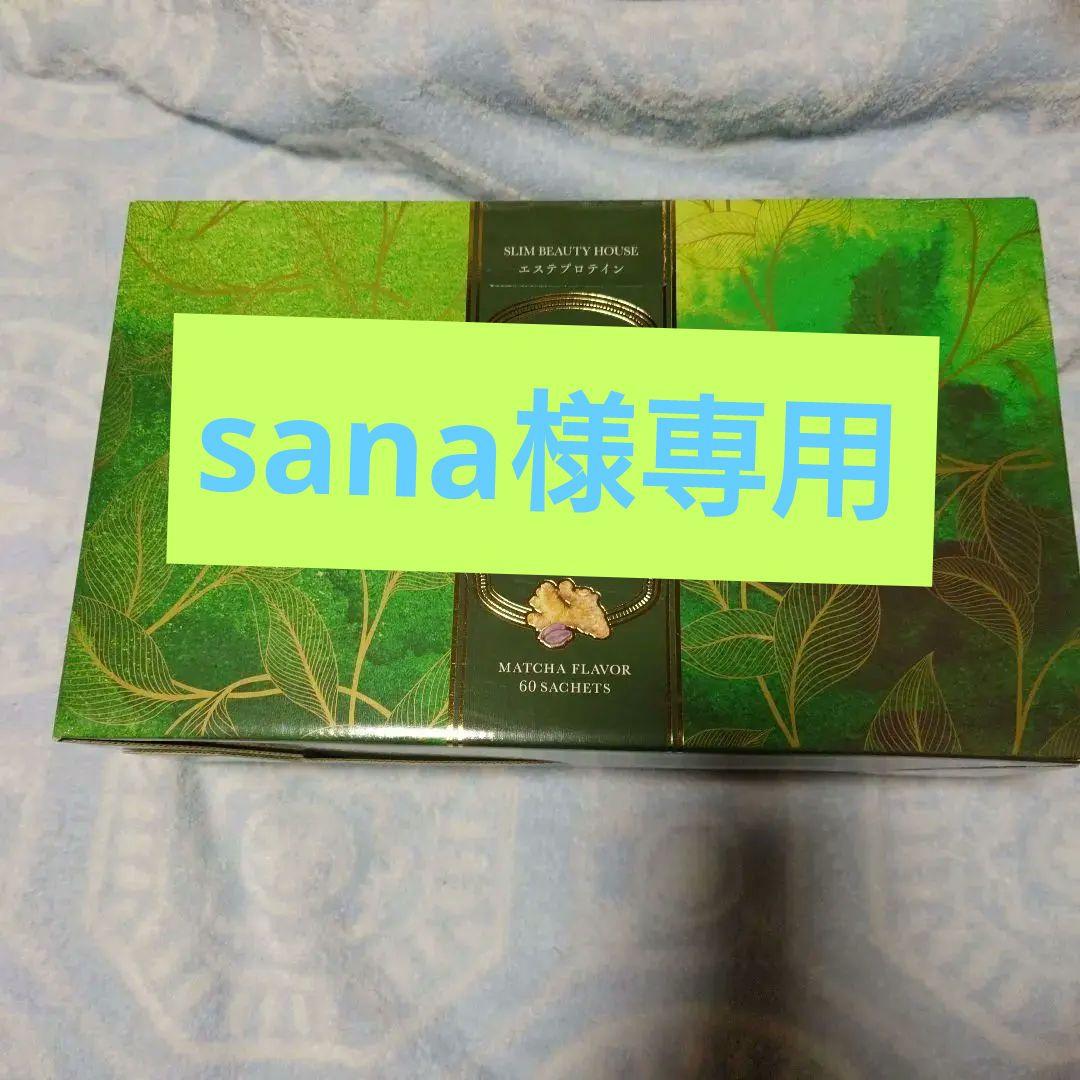 SLIM BEAUTY HOUSE
エステプロテイン
sana様専用
MATCHA FLAVOR
60 SACHETS